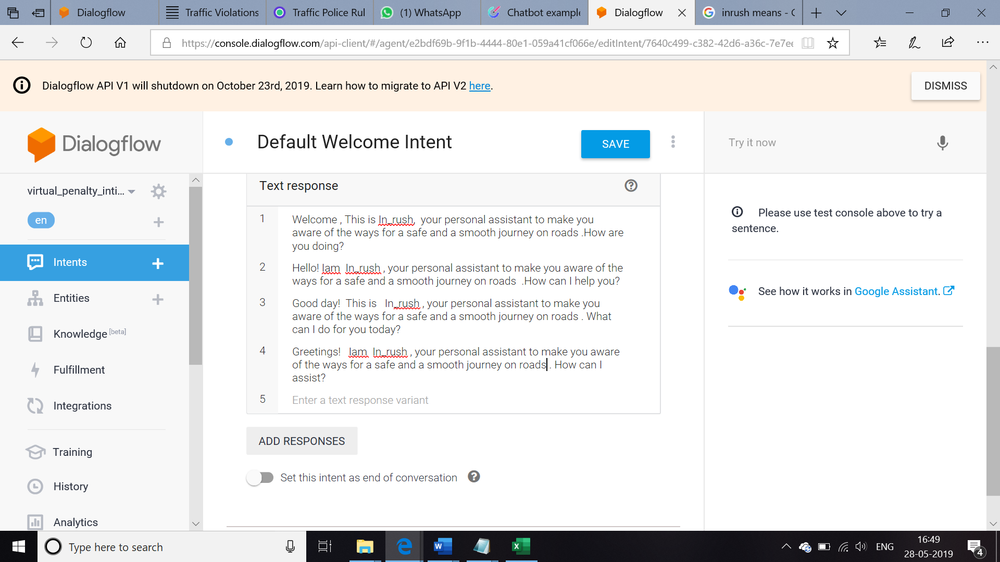 Dialogflow
Traffic Violations
Traffic Police Rul
(1) WhatsApp
Chatbot example
Dialogflow
inrush means - G
https://console.dialogflow.com/api-client/#/agent/e2bdf69b-9f1b-4444-80e1-059a41cf066e/editIntent/7640c499-c382-42d6-a36c-7e7ee
Dialogflow API V1 will shutdown on October 23rd, 2019. Learn how to migrate to API V2 here.
DISMISS
Dialogflow
Default Welcome Intent
SAVE
Try it now
virtual_penalty_inti...
en
Intents
Entities
Knowledge [beta]
Fulfillment
Integrations
Training
History
Analytics
Text response
1 Welcome , This is In_rush,  your personal assistant to make you
aware of the ways for a safe and a smooth journey on roads .How are
you doing?
2 Hello! Iam  In_rush , your personal assistant to make you aware of the
ways for a safe and a smooth journey on roads  .How can I help you?
3 Good day!  This is   In_rush , your personal assistant to make you
aware of the ways for a safe and a smooth journey on roads . What
can I do for you today?
4 Greetings!   Iam  In_rush , your personal assistant to make you aware
of the ways for a safe and a smooth journey on roads . How can I
assist?
5 Enter a text response variant
ADD RESPONSES
Set this intent as end of conversation
Please use test console above to try a
sentence.
See how it works in Google Assistant.
Type here to search
ENG
16:49
28-05-2019
4